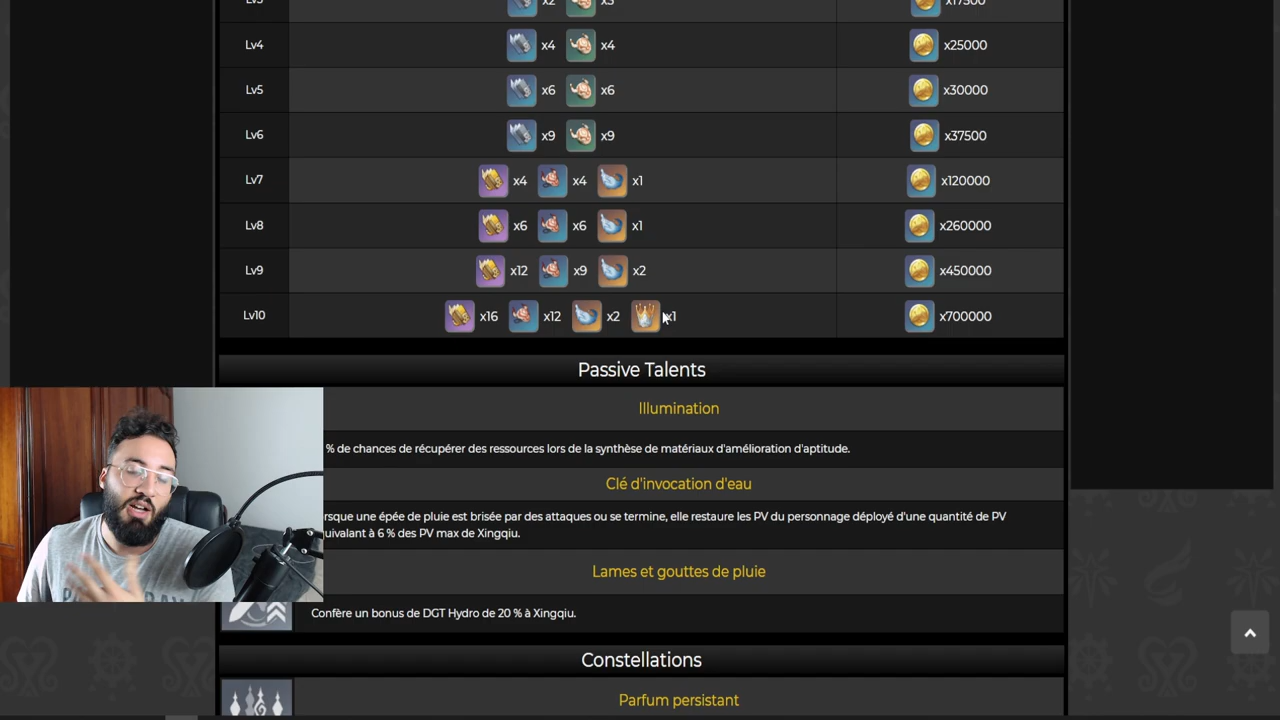 x2 x3 x17500
Lv4 x4 x4 x25000
Lv5 x6 x6 x30000
Lv6 x9 x9 x37500
Lv7 x4 x4 x1 x120000
Lv8 x6 x6 x1 x260000
Lv9 x12 x9 x2 x450000
Lv10 x16 x12 x2 x1 x700000
Passive Talents
Illumination
% de chances de récupérer des ressources lors de la synthèse de matériaux d'amélioration d'aptitude.
Clé d'invocation d'eau
rsque une épée de pluie est brisée par des attaques ou se termine, elle restaure les PV du personnage déployé d'une quantité de PV
uivalant à 6 % des PV max de Xingqiu.
Lames et gouttes de pluie
Confère un bonus de DGT Hydro de 20 % à Xingqiu.
Constellations
Parfum persistant